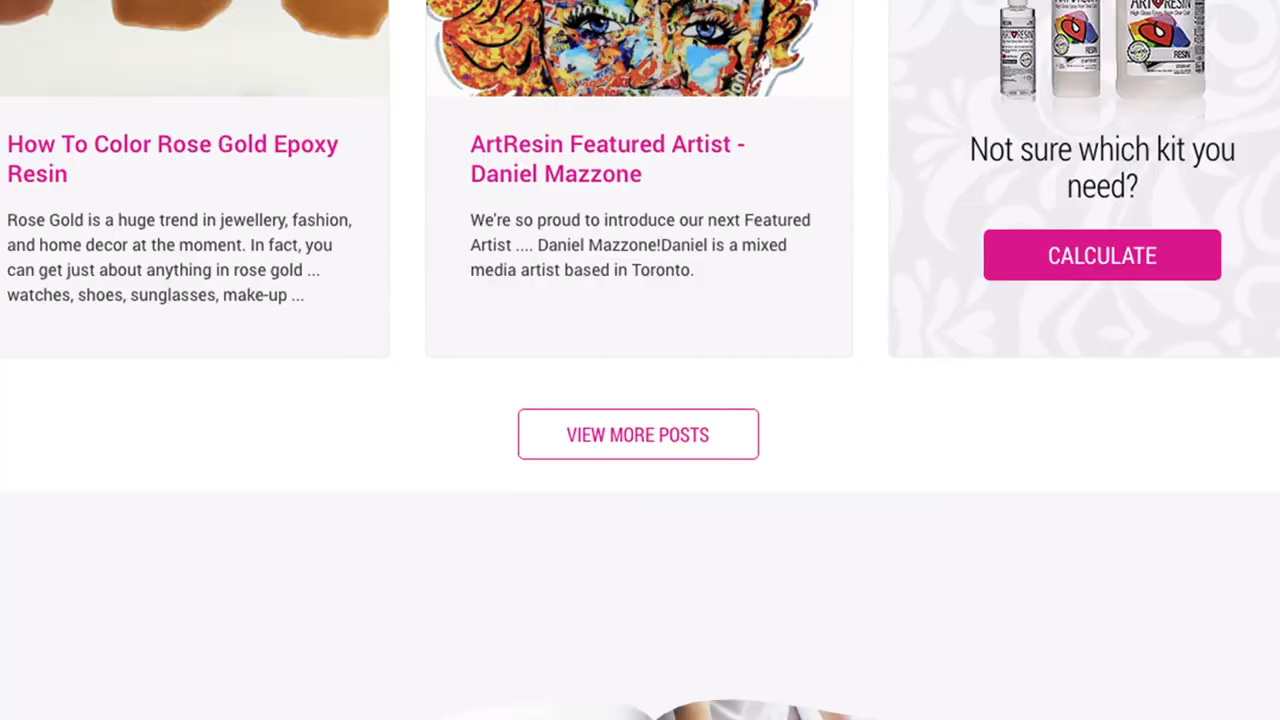 How To Color Rose Gold Epoxy
Resin
Rose Gold is a huge trend in jewellery, fashion,
and home decor at the moment. In fact, you
can get just about anything in rose gold ...
watches, shoes, sunglasses, make-up ...
ArtResin Featured Artist -
Daniel Mazzone
We're so proud to introduce our next Featured
Artist .... Daniel Mazzone!Daniel is a mixed
media artist based in Toronto.
ARTRESIN
RESIN
RESIN
Not sure which kit you
need?
CALCULATE
VIEW MORE POSTS